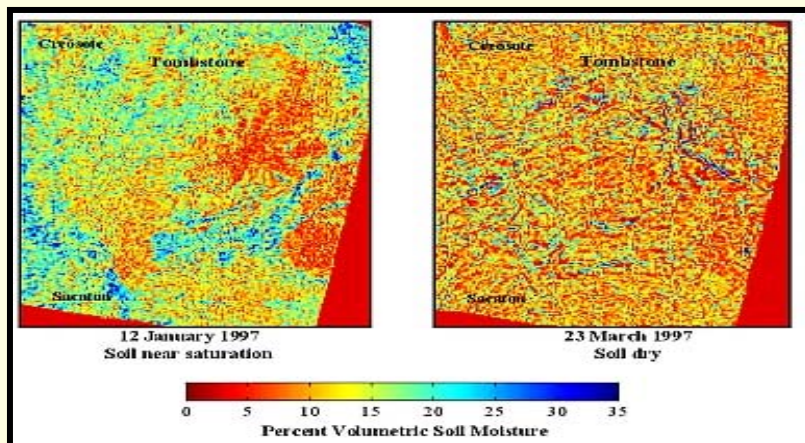 Creosote
Tombstone
Sacaton
12 January 1997
Soil near saturation
Creosote
Tombstone
Sacaton
23 March 1997
Soil dry
0 5 10 15 20 25 30 35
Percent Volumetric Soil Moisture